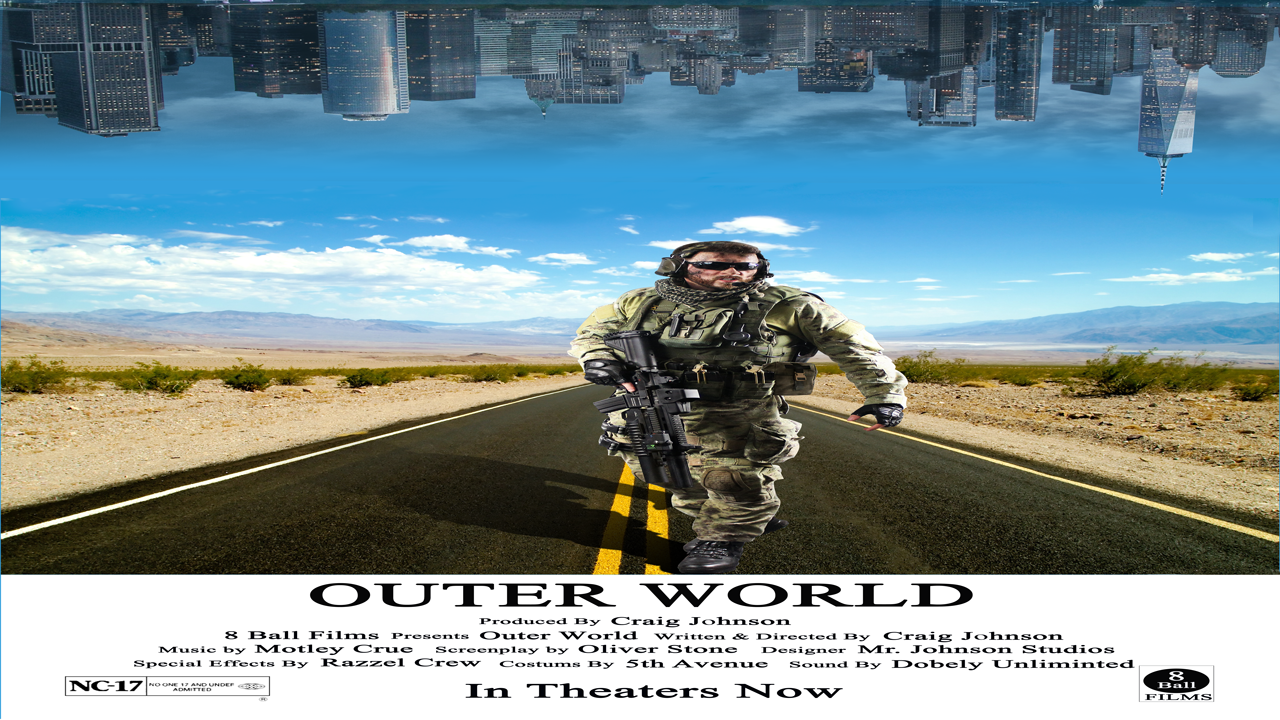 OUTER WORLD
Produced By Craig Johnson
8 Ball Films Presents Outer World Written & Directed By Craig Johnson
Music by Motley Crue Screenplay by Oliver Stone Designer Mr. Johnson Studios
Special Effects By Razzel Crew Costums By 5th Avenue Sound By Dobely Unliminted
NC-17
NO ONE 17 AND UNDEF
ADMITTED
®
In Theaters Now
8
Ball
FILMS